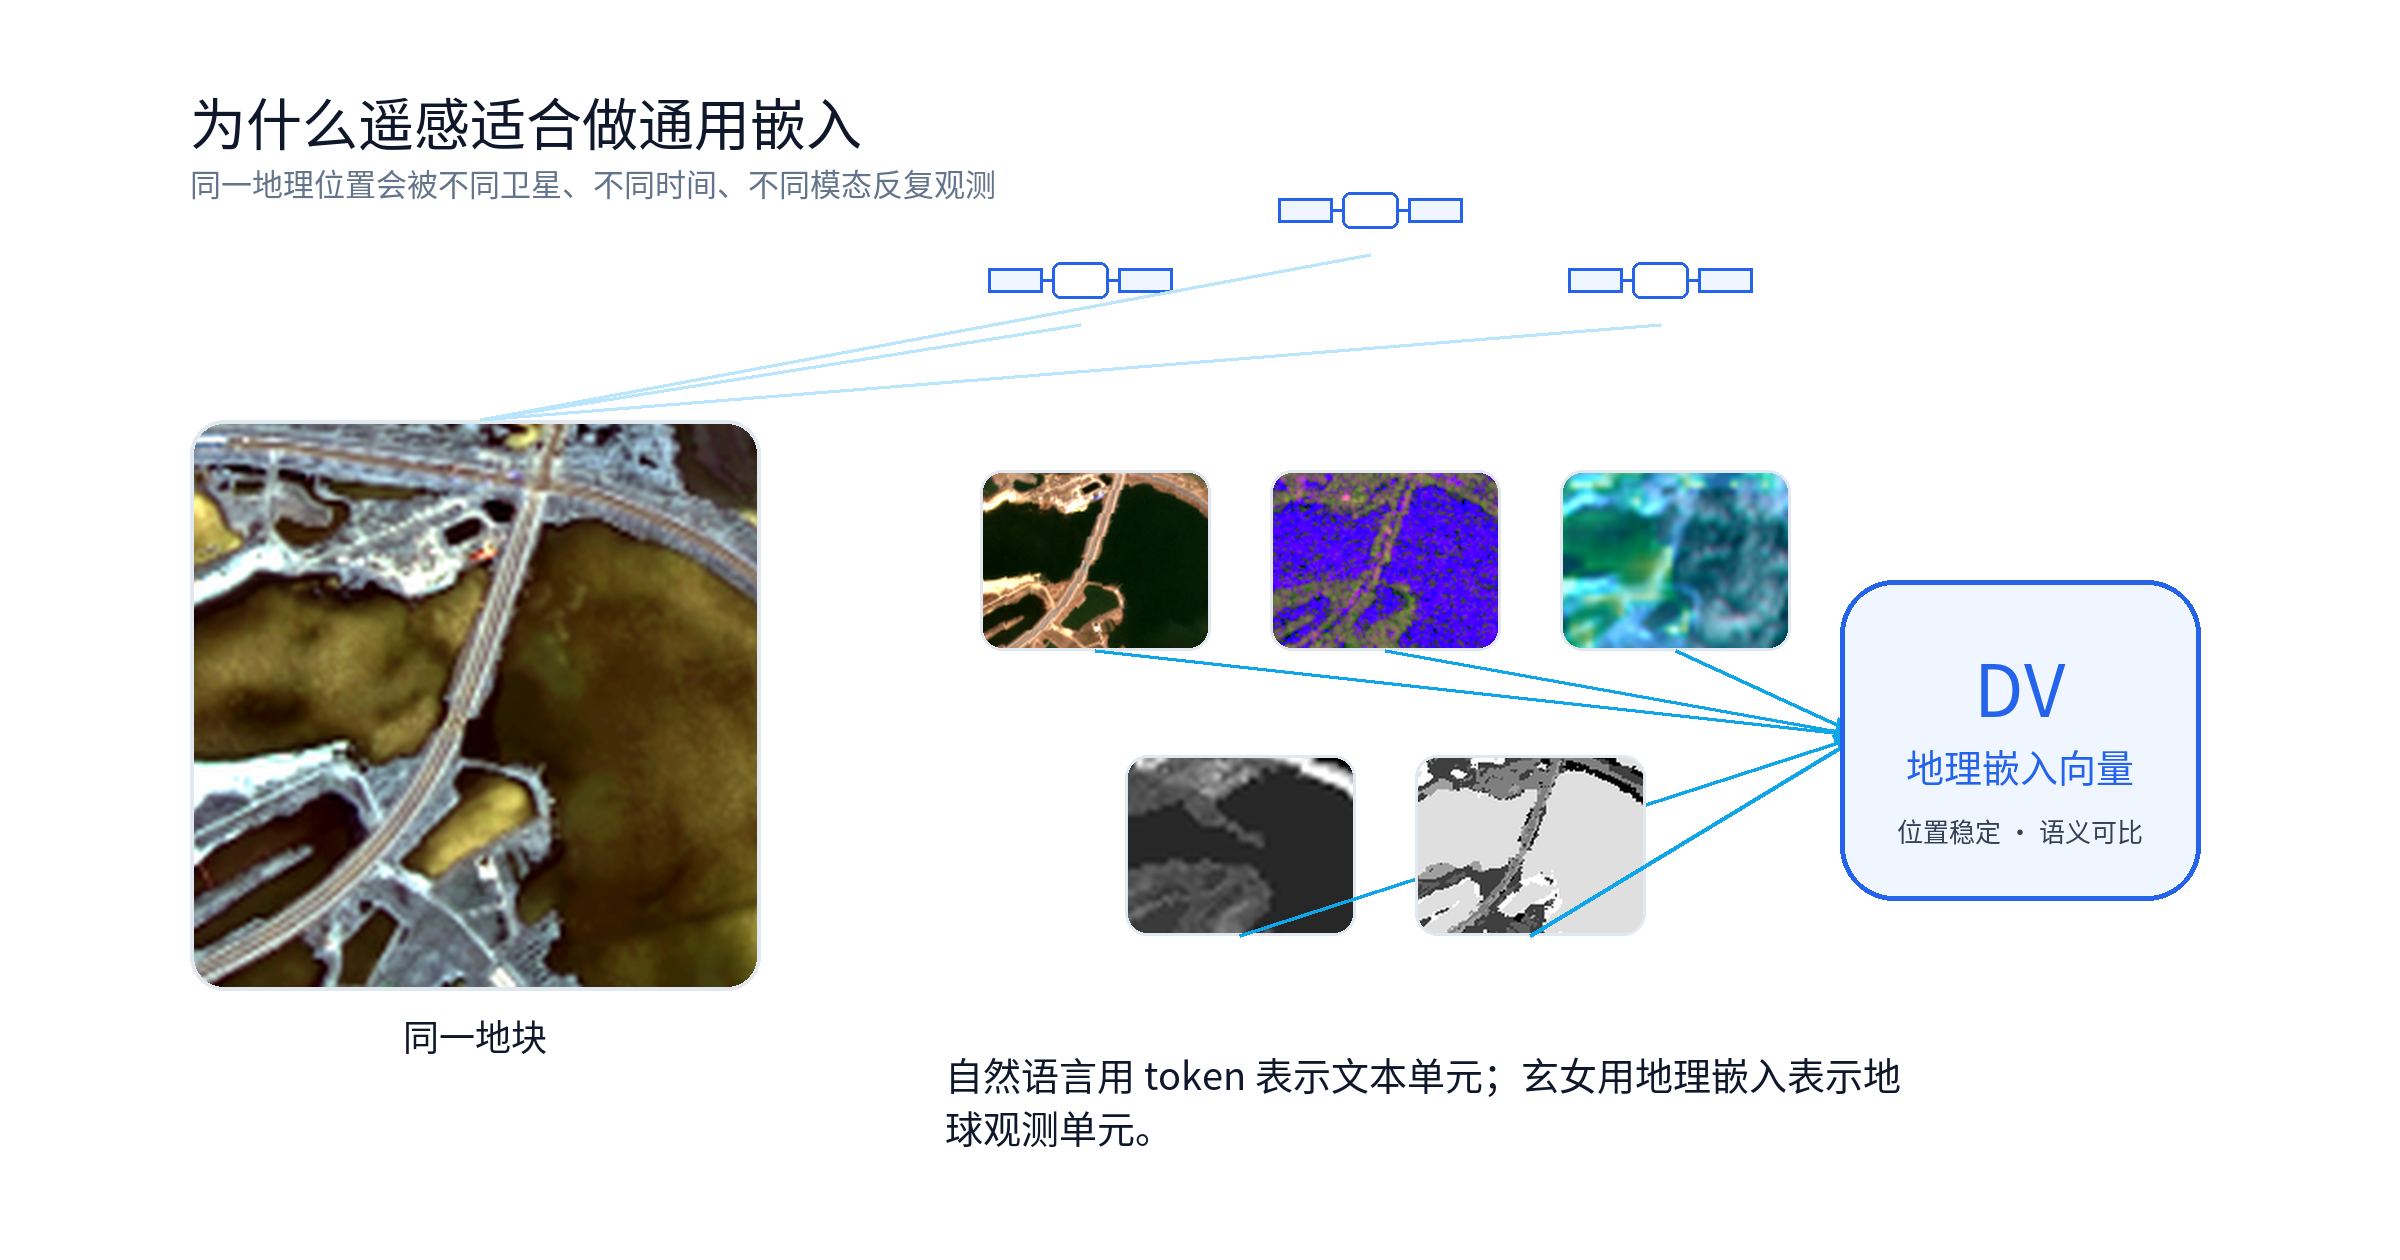 为什么遥感适合做通用嵌入
同一地理位置会被不同卫星、不同时间、不同模态反复观测
DV
地理嵌入向量
位置稳定 · 语义可比
同一地块
自然语言用 token 表示文本单元；玄女用地理嵌入表示地
球观测单元。